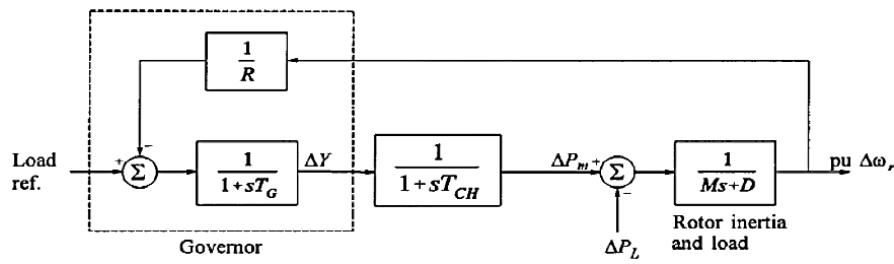 1
R
Load
ref.
+
-
Σ
1
1+sT_G
ΔY
1
1+sT_CH
ΔP_m
+
Σ
-
1
Ms+D
pu Δω_r
Governor
ΔP_L
Rotor inertia
and load